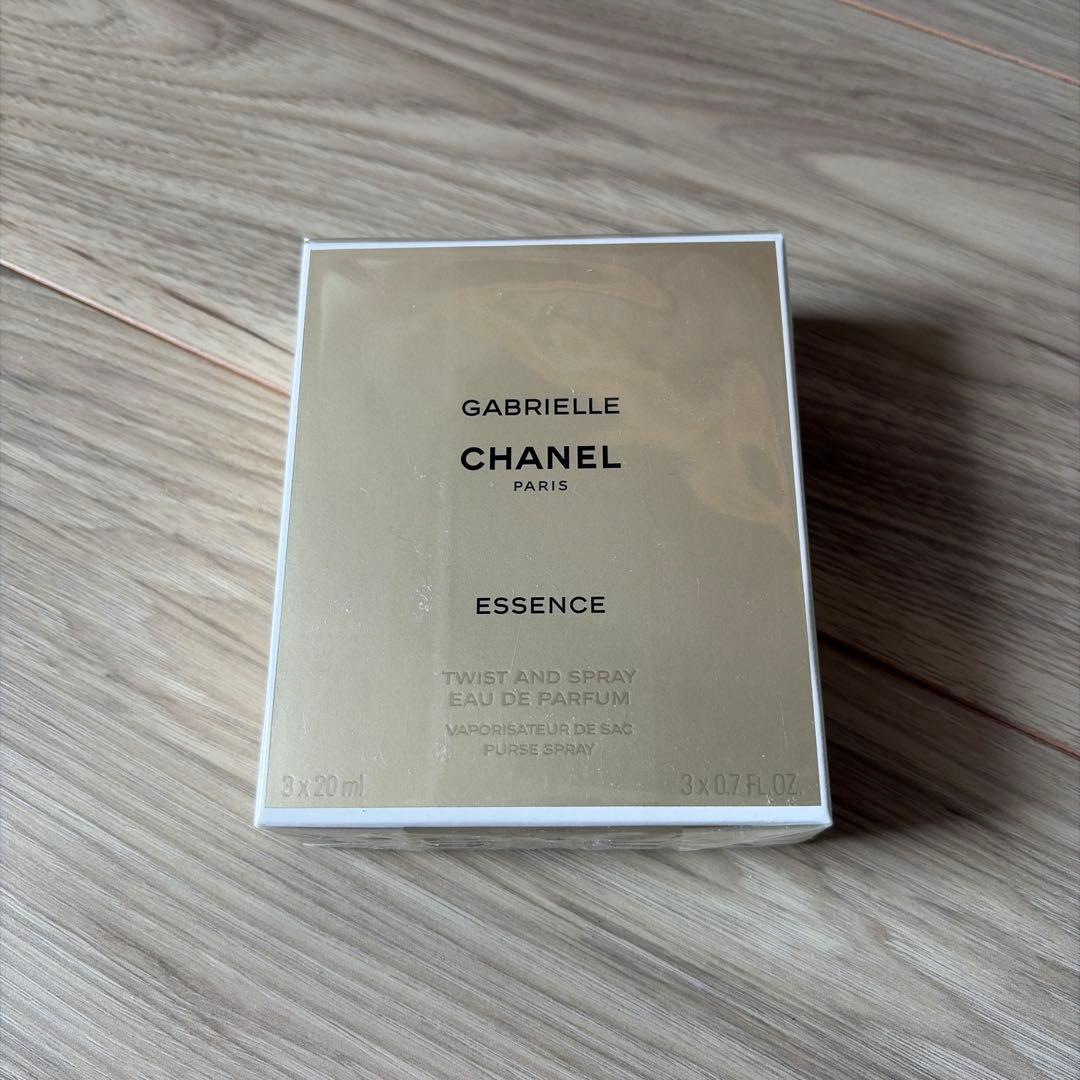 GABRIELLE
CHANEL
PARIS
ESSENCE
TWIST AND SPRAY
EAU DE PARFUM
VAPORISATEUR DE SAC
PURSE SPRAY
3 x 20 ml
3 x 0.7 FL.OZ.